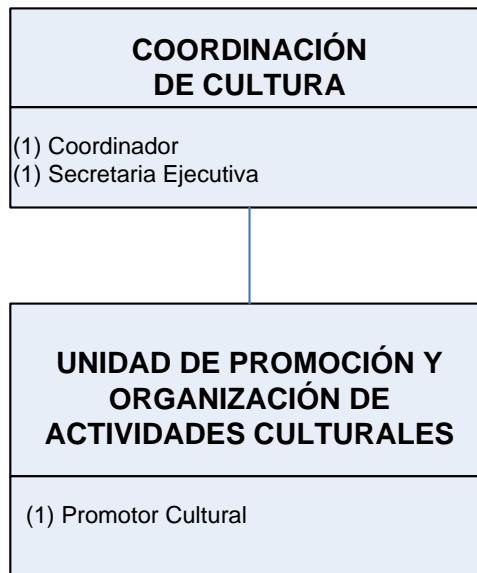 COORDINACIÓN
DE CULTURA
(1) Coordinador
(1) Secretaria Ejecutiva
UNIDAD DE PROMOCIÓN Y
ORGANIZACIÓN DE
ACTIVIDADES CULTURALES
(1) Promotor Cultural